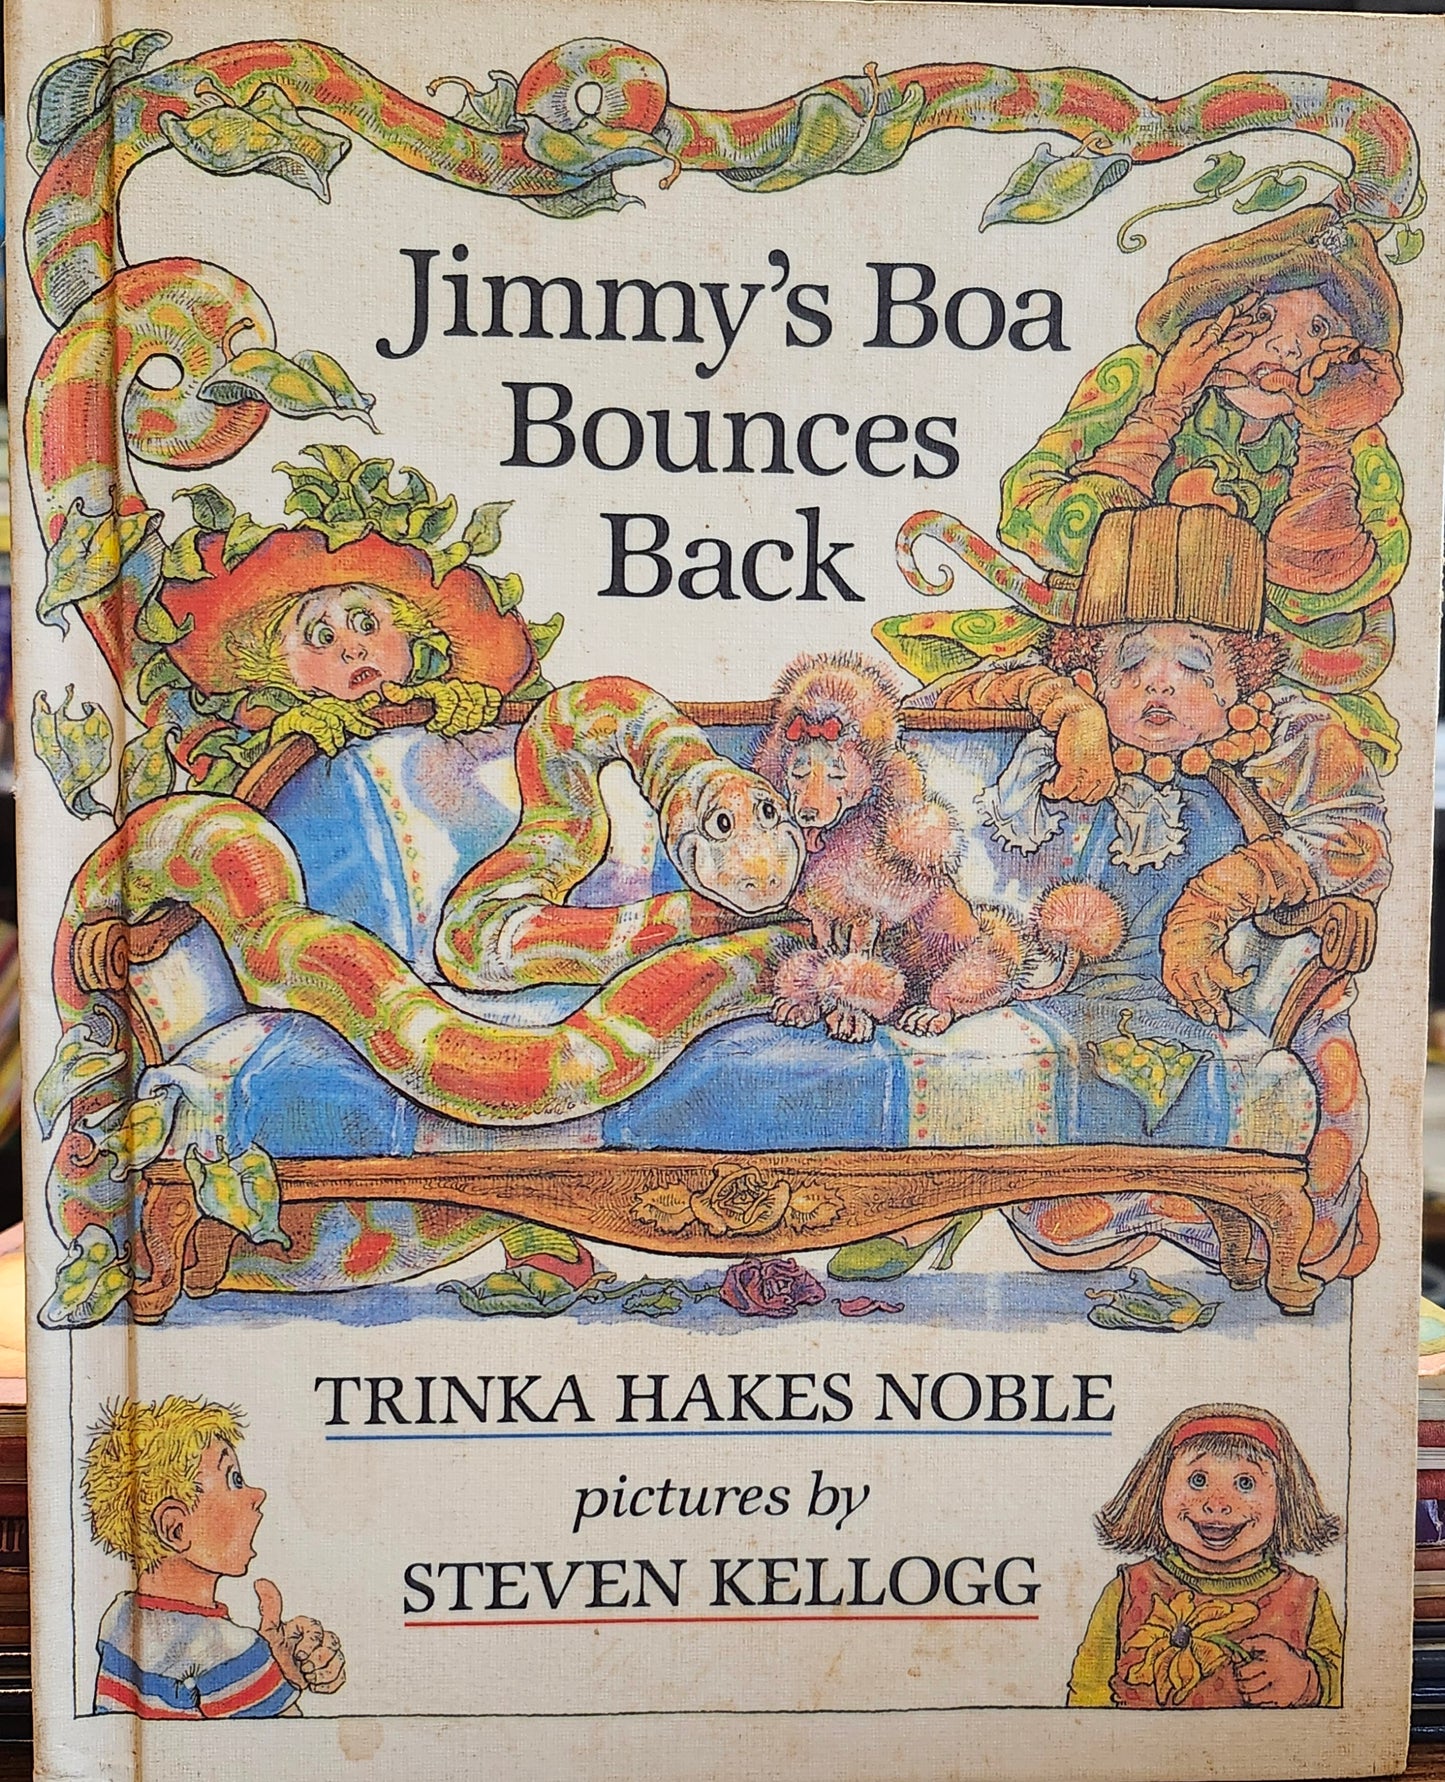 Jimmy's Boa
Bounces
Back
TRINKA HAKES NOBLE
pictures by
STEVEN KELLOGG